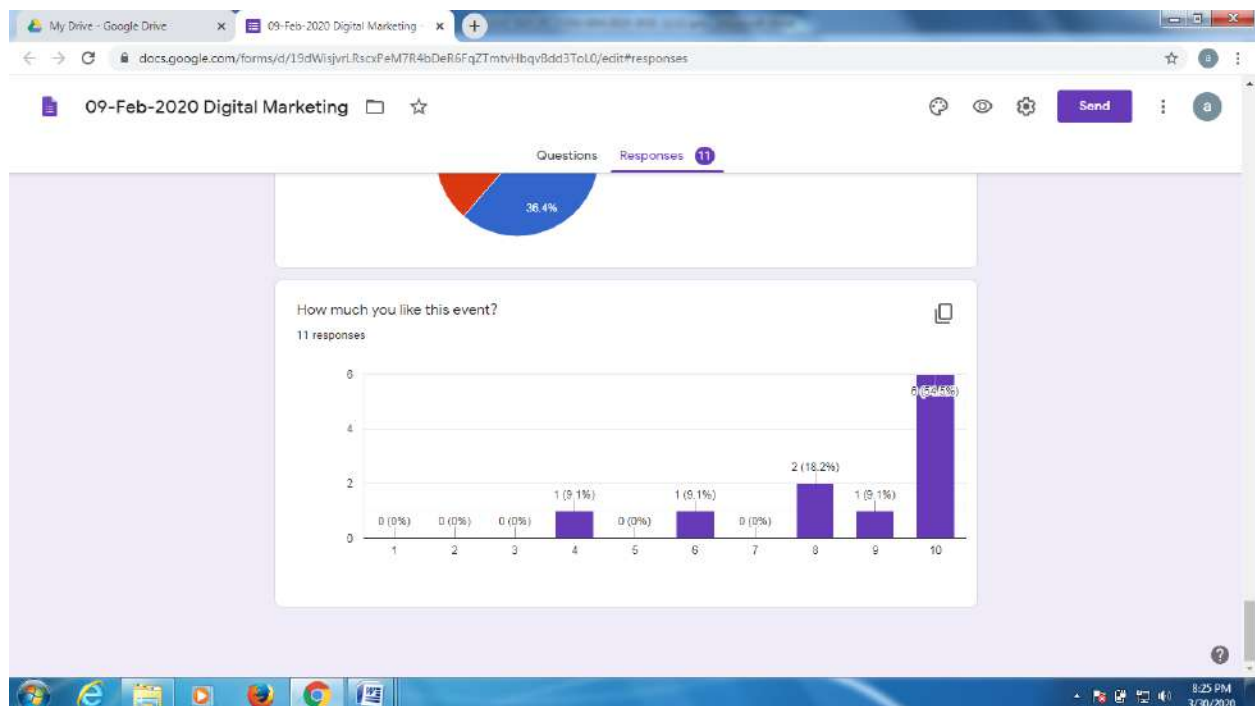 My Drive - Google Drive
09-Feb-2020 Digital Marketing -
docs.google.com/forms/d/
/edit#responses
a
09-Feb-2020 Digital Marketing
Send
a
Questions Responses 11
36.4%
How much you like this event?
11 responses
6
4
2
0
0 (0%) 0 (0%) 0 (0%) 1 (9.1%) 0 (0%) 1 (9.1%) 0 (0%) 2 (18.2%) 1 (9.1%) 6 (54.5%)
1 2 3 4 5 6 7 8 9 10
8:25 PM
3/30/2020